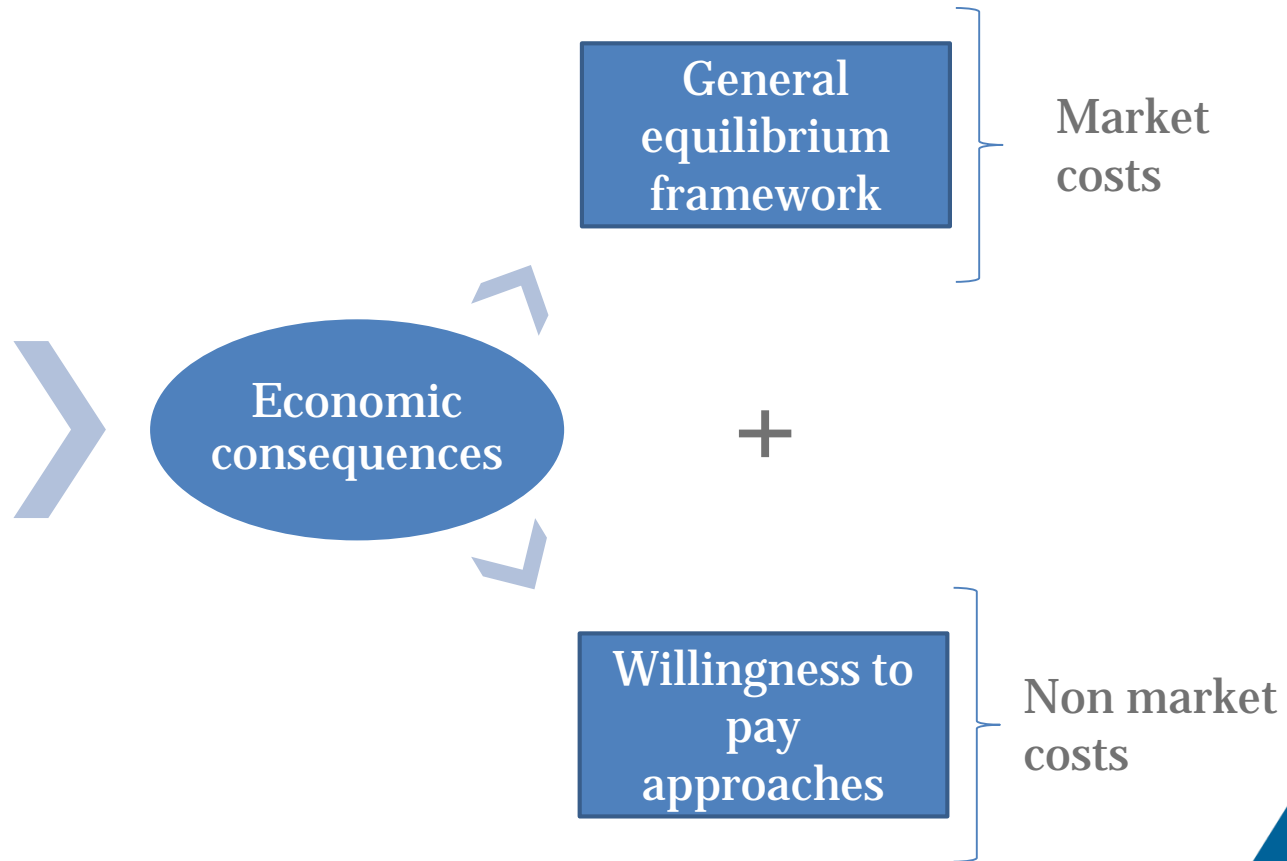 General
equilibrium
framework
Market
costs
Economic
consequences
+
Willingness to
pay
approaches
Non market
costs